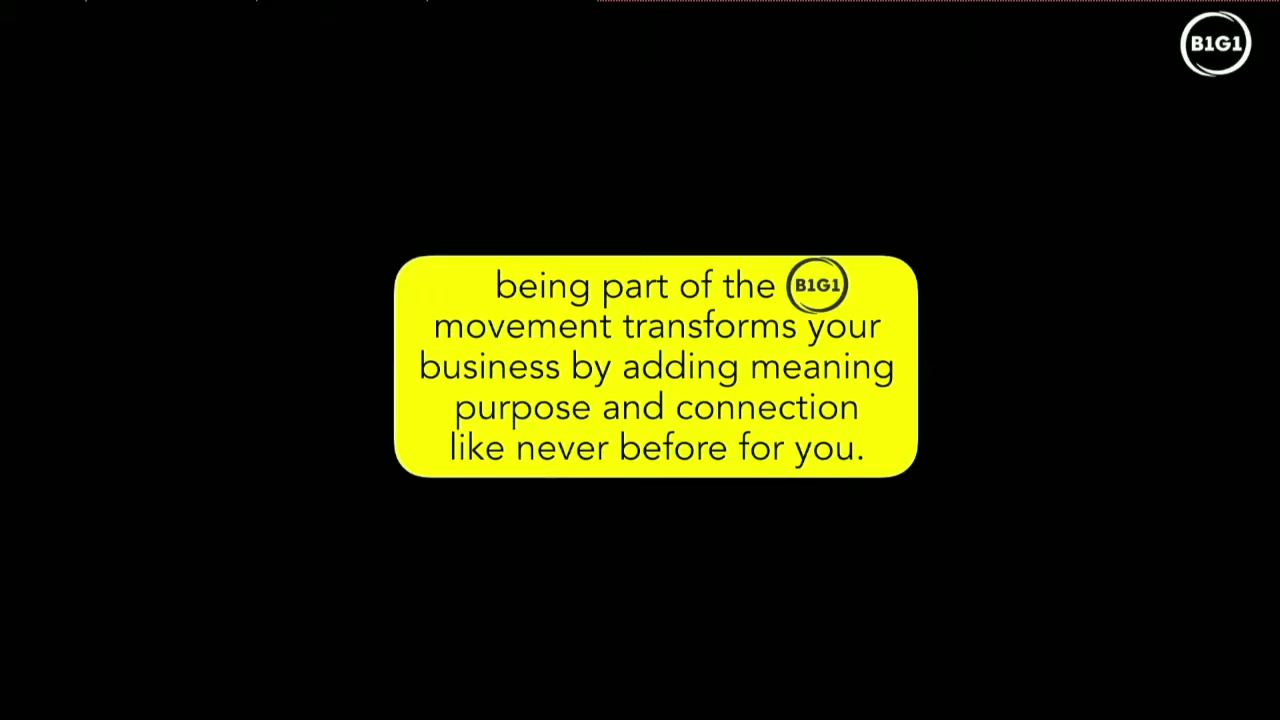 B1G1
being part of the B1G1
movement transforms your
business by adding meaning
purpose and connection
like never before for you.